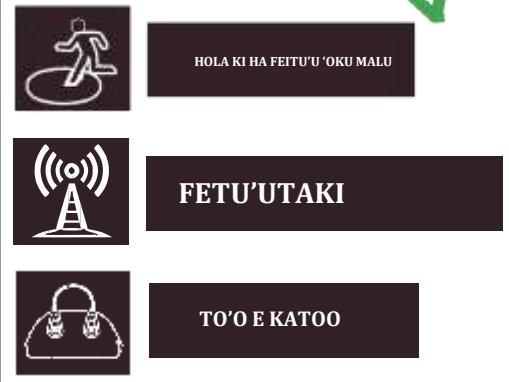 HOLA KI HA FEITU’U ‘OKU MALU
FETU’UTAKI
TO’O E KATOO